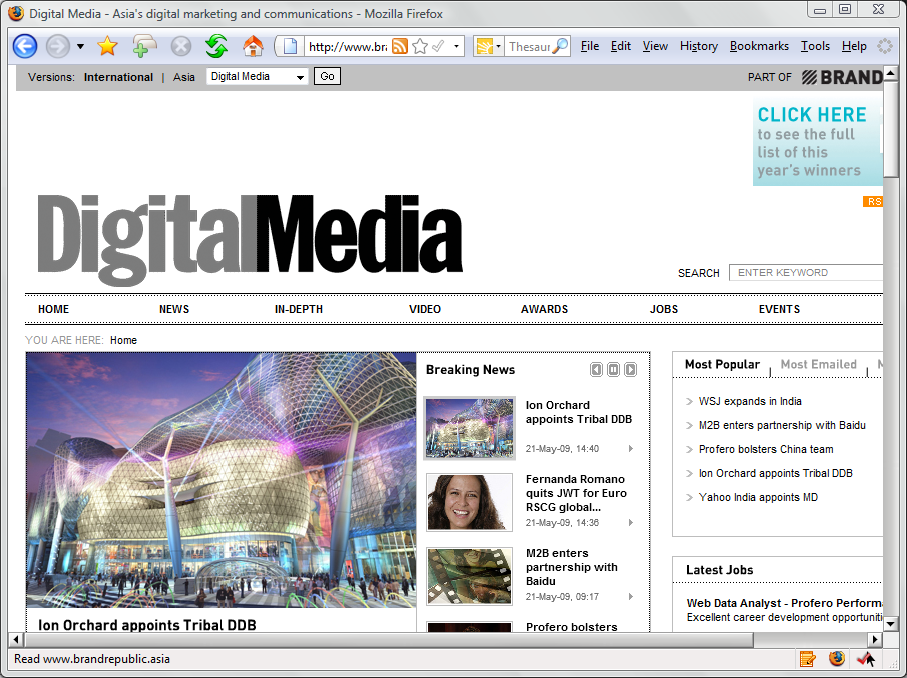 Digital Media - Asia's digital marketing and communications - Mozilla Firefox
http://www.bra
Thesaur
File Edit View History Bookmarks Tools Help
Versions: International | Asia Digital Media Go
PART OF BRAND
CLICK HERE
to see the full
list of this
year's winners
DigitalMedia
RS
SEARCH ENTER KEYWORD
HOME NEWS IN-DEPTH VIDEO AWARDS JOBS EVENTS
YOU ARE HERE: Home
Ion Orchard appoints Tribal DDB
Breaking News
Ion Orchard
appoints Tribal DDB
21-May-09, 14:40
Fernanda Romano
quits JWT for Euro
RSCG global...
21-May-09, 14:36
M2B enters
partnership with
Baidu
21-May-09, 09:17
Profero bolsters
Most Popular Most Emailed
WSJ expands in India
M2B enters partnership with Baidu
Profero bolsters China team
Ion Orchard appoints Tribal DDB
Yahoo India appoints MD
Latest Jobs
Web Data Analyst - Profero Performa
Excellent career development opportuniti
Read www.brandrepublic.asia